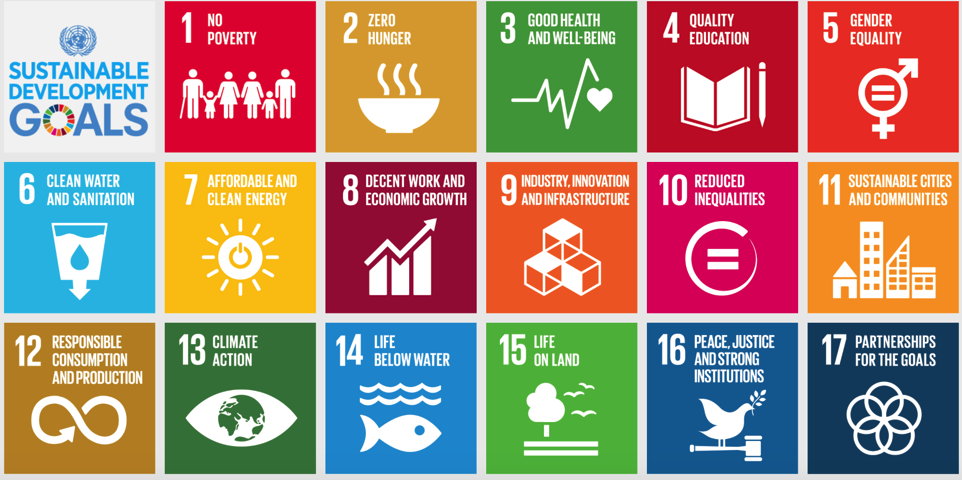 SUSTAINABLE
DEVELOPMENT
GOALS
1 NO
POVERTY
2 ZERO
HUNGER
3 GOOD HEALTH
AND WELL-BEING
4 QUALITY
EDUCATION
5 GENDER
EQUALITY
6 CLEAN WATER
AND SANITATION
7 AFFORDABLE AND
CLEAN ENERGY
8 DECENT WORK AND
ECONOMIC GROWTH
9 INDUSTRY, INNOVATION
AND INFRASTRUCTURE
10 REDUCED
INEQUALITIES
11 SUSTAINABLE CITIES
AND COMMUNITIES
12 RESPONSIBLE
CONSUMPTION
AND PRODUCTION
13 CLIMATE
ACTION
14 LIFE
BELOW WATER
15 LIFE
ON LAND
16 PEACE, JUSTICE
AND STRONG
INSTITUTIONS
17 PARTNERSHIPS
FOR THE GOALS